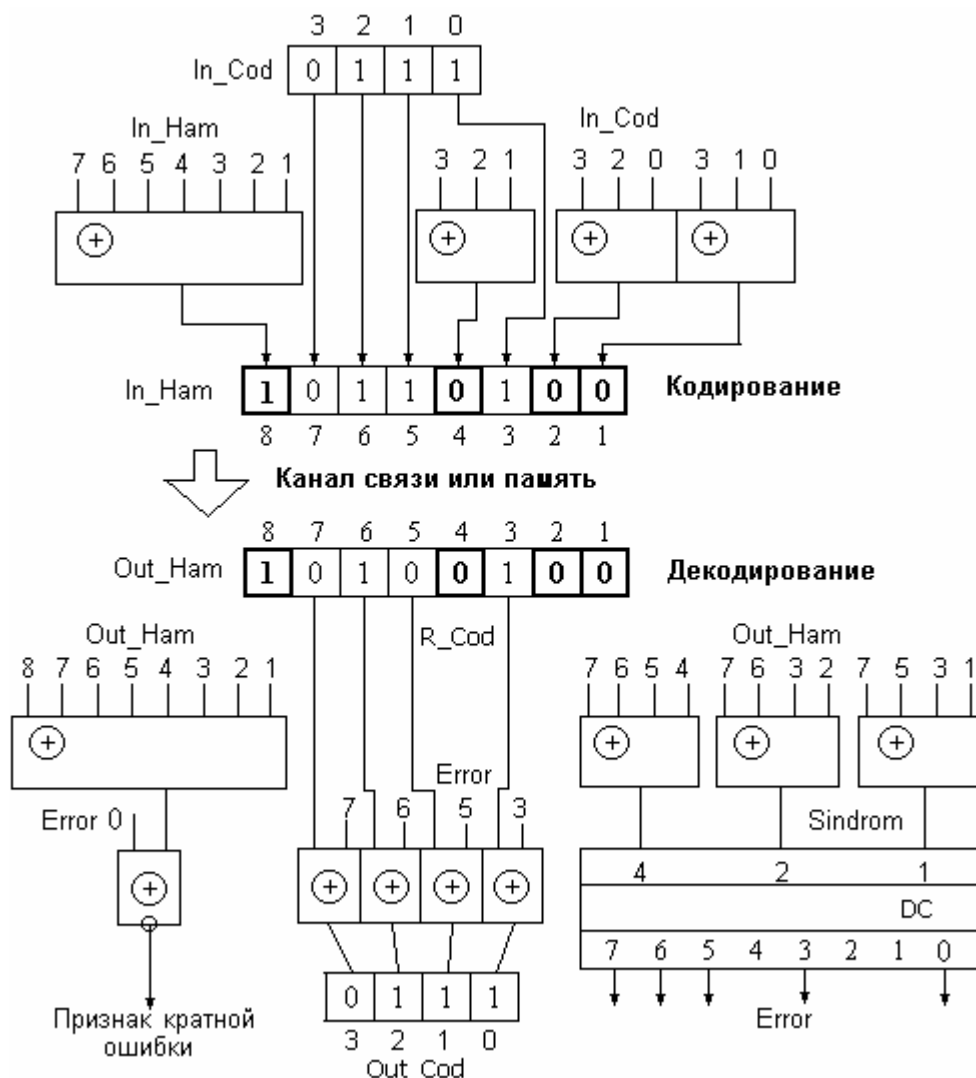 3 2 1 0
In_Cod 0 1 1 1
In_Ham
7 6 5 4 3 2 1
3 2 1
In_Cod
3 2 0 3 1 0
In_Ham 1 0 1 1 0 1 0 0 Кодирование
8 7 6 5 4 3 2 1
Канал связи или память
8 7 6 5 4 3 2 1
Out_Ham 1 0 1 0 0 1 0 0 Декодирование
Out_Ham
8 7 6 5 4 3 2 1
R_Cod
Out_Ham
7 6 5 4 7 6 3 2 7 5 3 1
Error
7 6 5 3
Error 0
Sindrom
4 2 1
DC
7 6 5 4 3 2 1 0
Error
Признак кратной
ошибки
0 1 1 1
3 2 1 0
Out_Cod